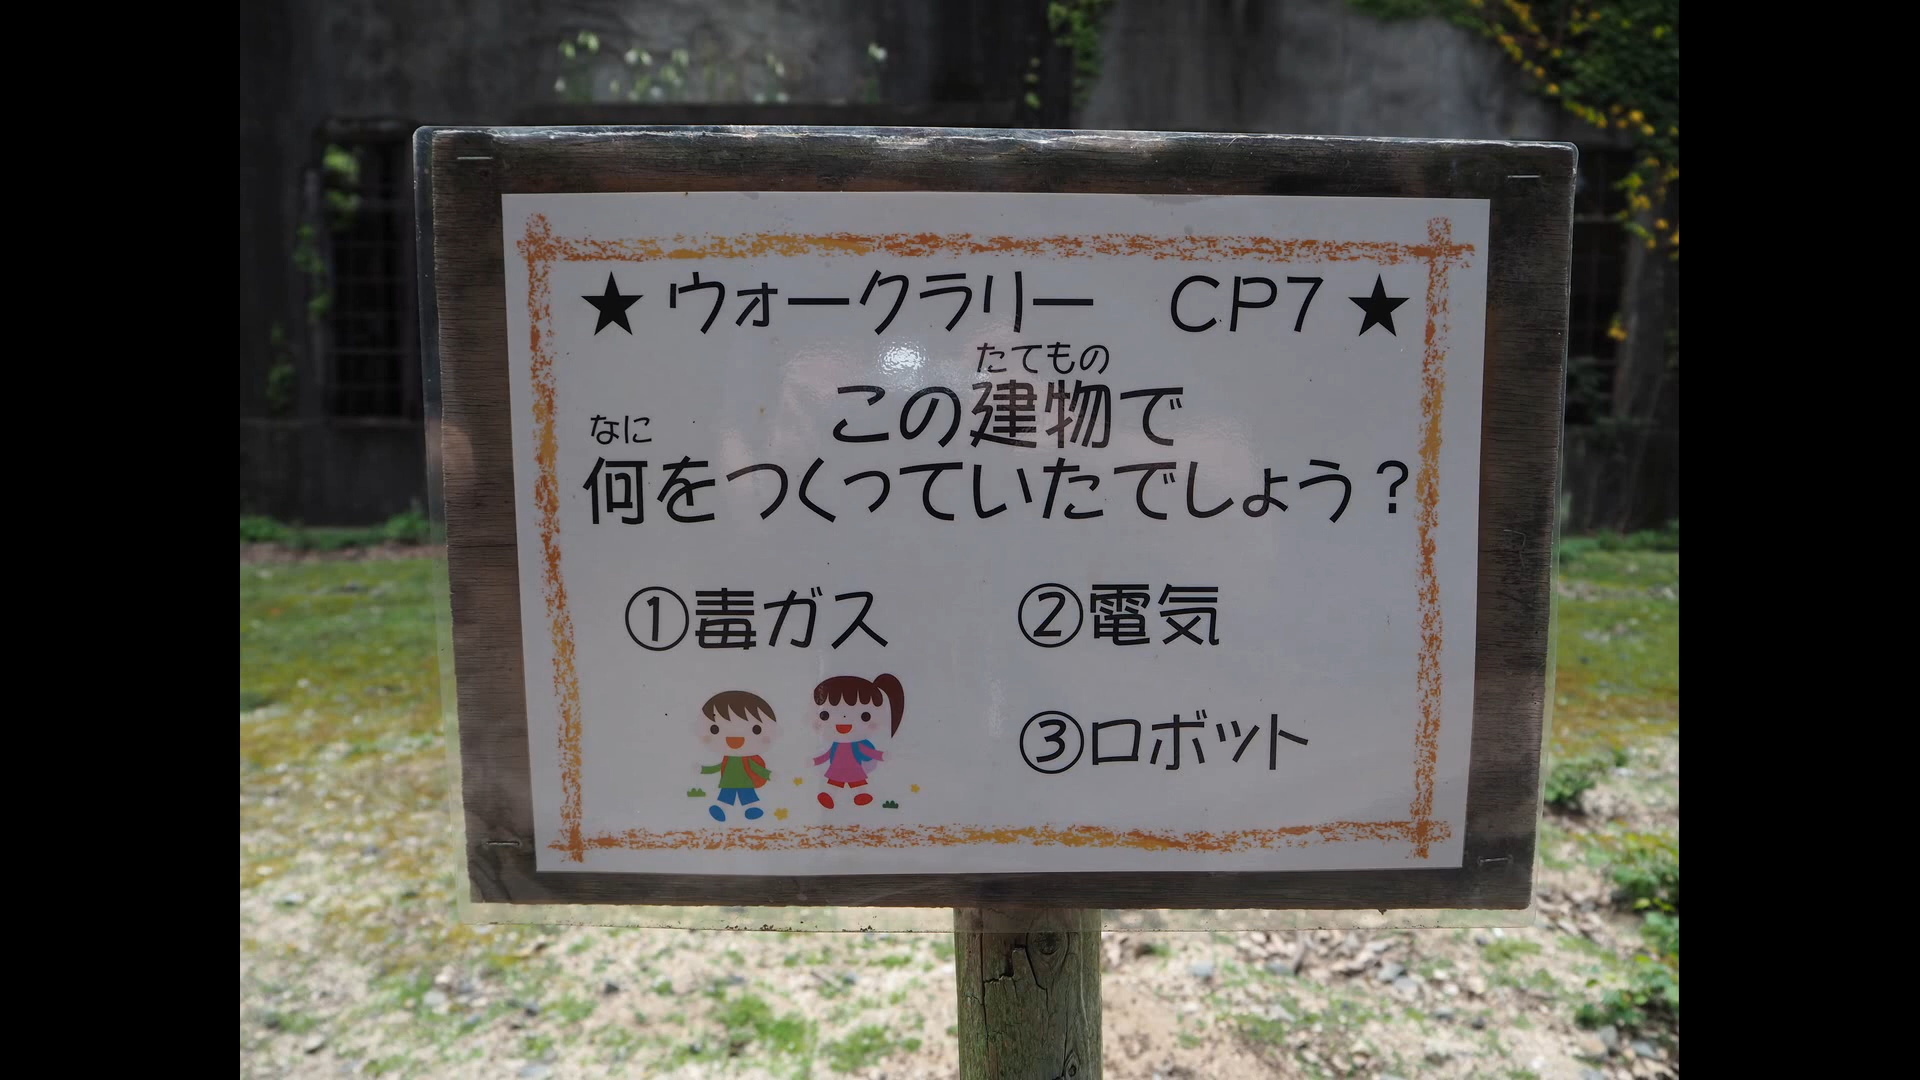 ★ウォークラリー　CP7★
たてもの
この建物で
なに
何をつくっていたでしょう？
①毒ガス　②電気
③ロボット